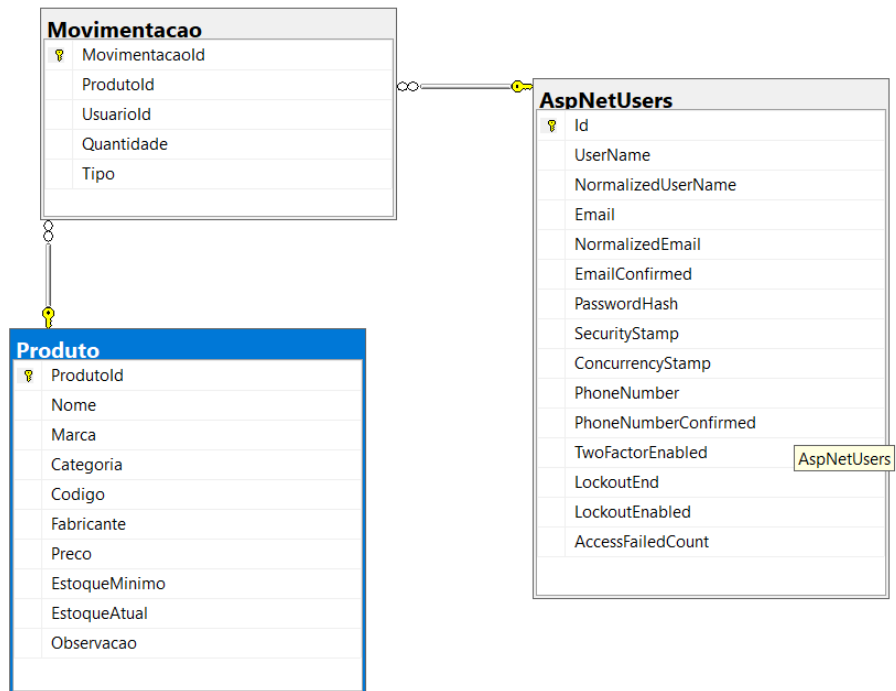 Movimentacao
MovimentacaoId
ProdutoId
UsuarioId
Quantidade
Tipo
AspNetUsers
Id
UserName
NormalizedUserName
Email
NormalizedEmail
EmailConfirmed
PasswordHash
SecurityStamp
ConcurrencyStamp
PhoneNumber
PhoneNumberConfirmed
TwoFactorEnabled
LockoutEnd
LockoutEnabled
AccessFailedCount
AspNetUsers
Produto
ProdutoId
Nome
Marca
Categoria
Codigo
Fabricante
Preco
EstoqueMinimo
EstoqueAtual
Observacao